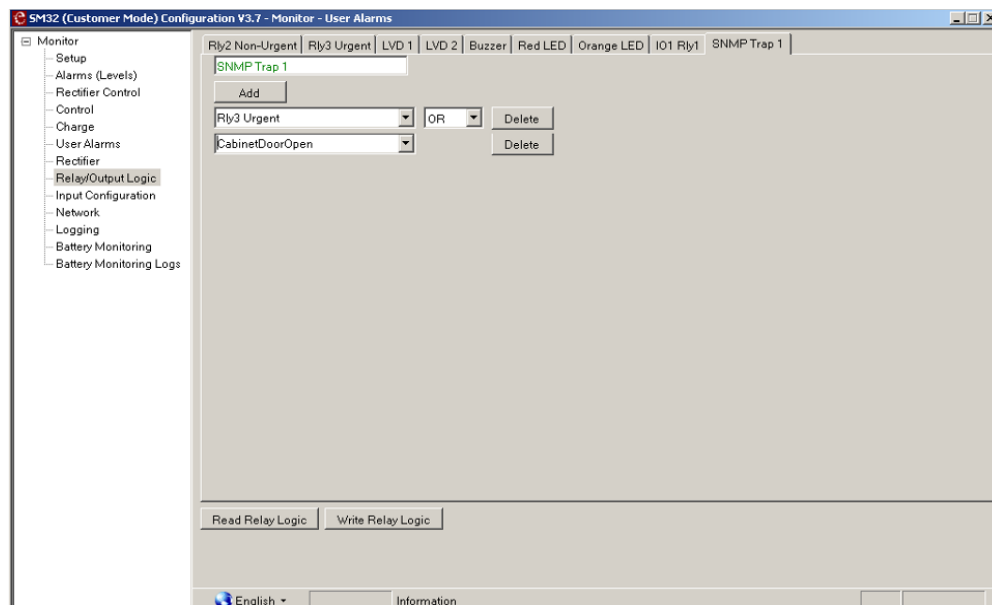 SM32 (Customer Mode) Configuration V3.7 - Monitor - User Alarms
Monitor
Setup
Alarms (Levels)
Rectifier Control
Control
Charge
User Alarms
Rectifier
Relay/Output Logic
Input Configuration
Network
Logging
Battery Monitoring
Battery Monitoring Logs
Rly2 Non-Urgent Rly3 Urgent LVD 1 LVD 2 Buzzer Red LED Orange LED IO1 Rly1 SNMP Trap 1
SNMP Trap 1
Add
Rly3 Urgent OR Delete
CabinetDoorOpen Delete
Read Relay Logic Write Relay Logic
English Information